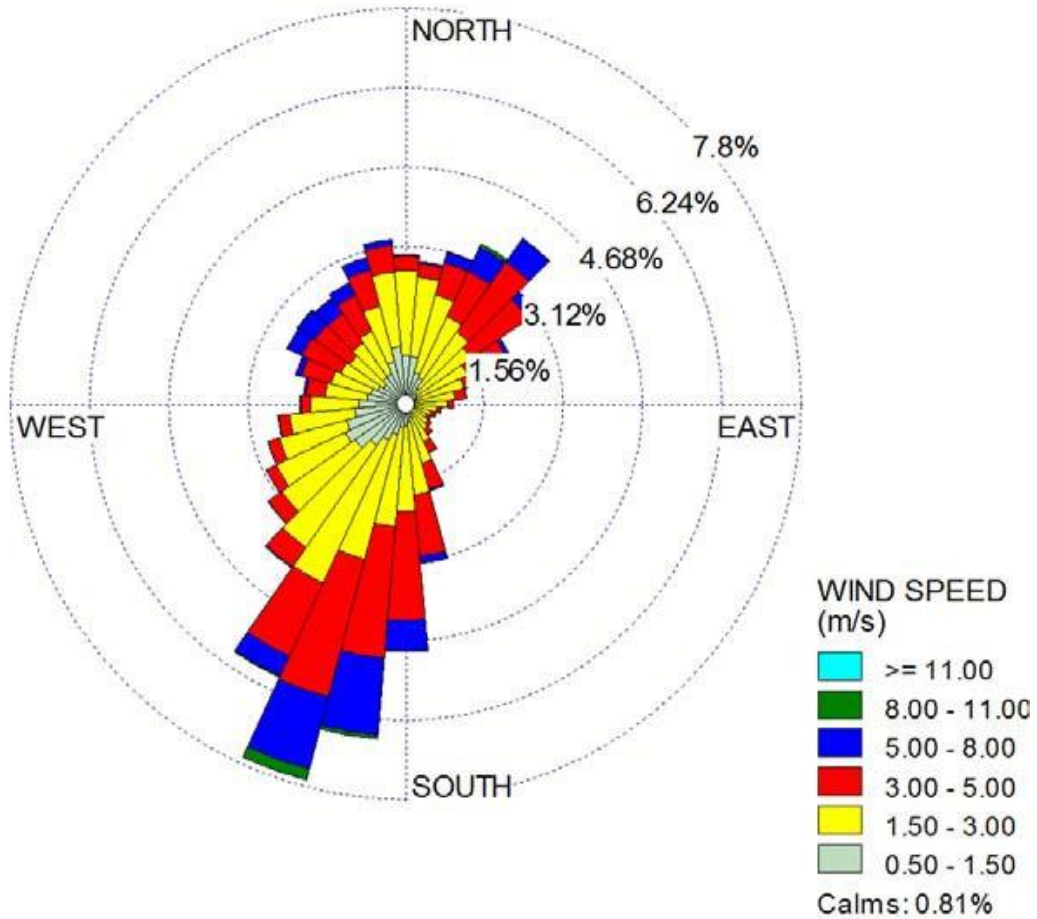 NORTH
7.8%
6.24%
4.68%
3.12%
1.56%
WEST
EAST
SOUTH
WIND SPEED
(m/s)
>= 11.00
8.00 - 11.00
5.00 - 8.00
3.00 - 5.00
1.50 - 3.00
0.50 - 1.50
Calms: 0.81%